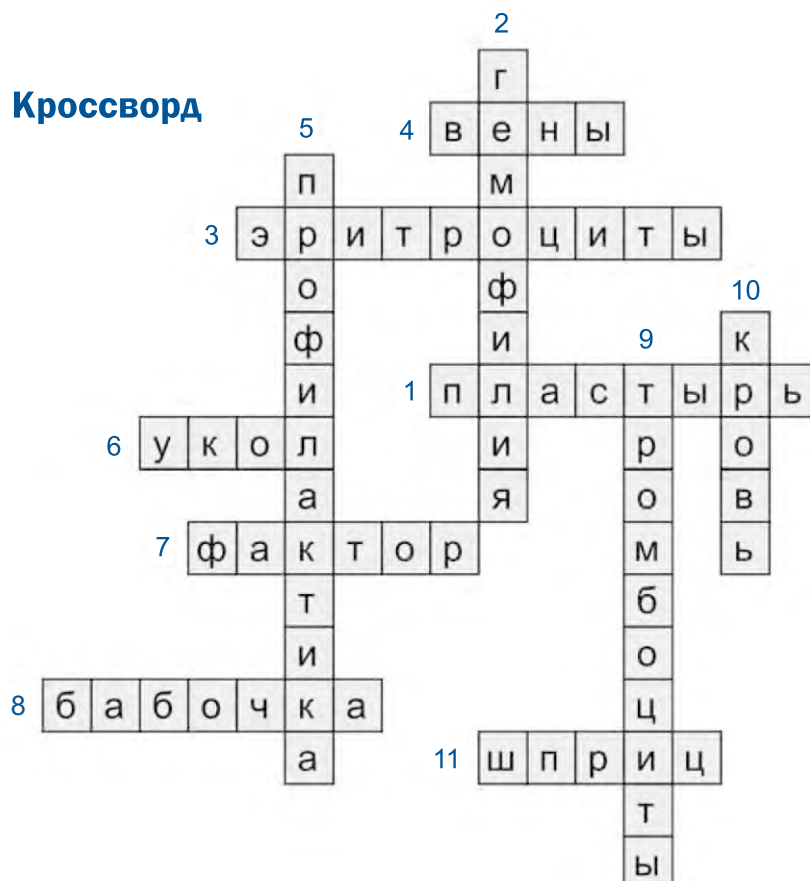 2
г
Кроссворд
5
4 вены
п м
3 эритроциты
о ф 10
ф и 9 к
и 1 пластырь
6 укол и р о
а я о в
7 фактор м ь
т б
и о
8 бабочка ц
а 11 шприц
т
ы